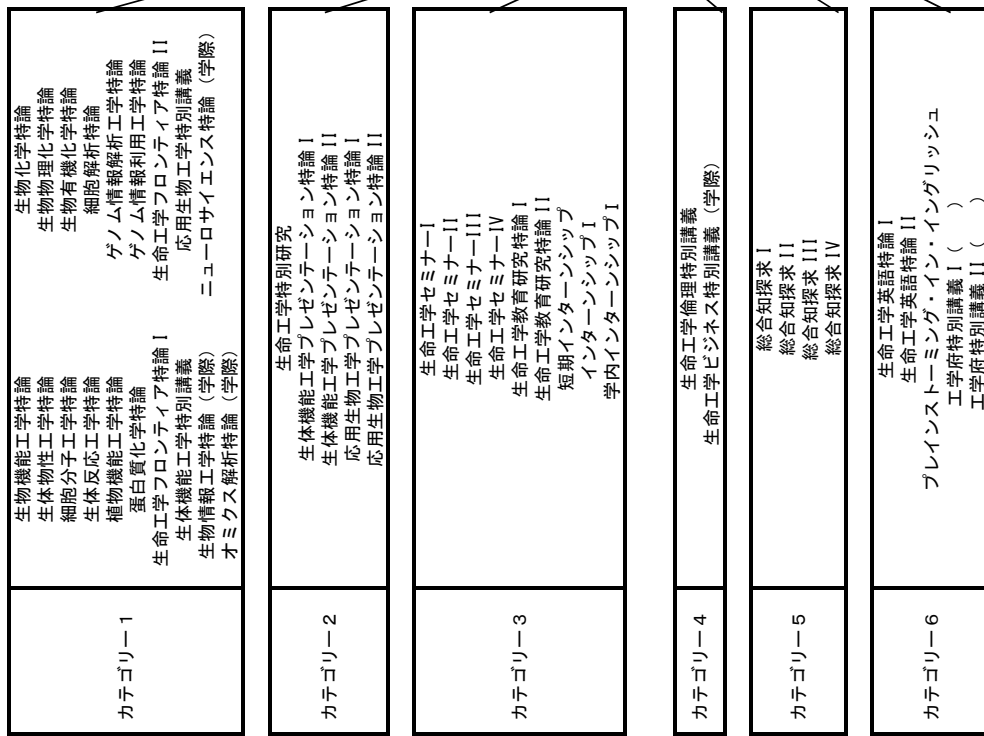 カテゴリー1
生物機能工学特論
生体物性工学特論
細胞分子工学特論
生体反応工学特論
植物機能工学特論
蛋白質化学特論
生命工学フロンティア特論 I
生体機能工学特別講義
生物情報工学特論（学際）
オミクス解析特論（学際）
生物化学特論
生物物理化学特論
生物有機化学特論
細胞解析特論
ゲノム情報解析工学特論
ゲノム情報利用工学特論
生命工学フロンティア特論 II
応用生物工学特別講義
ニューロサイエンス特論（学際）
カテゴリー2
生命工学特別研究
生体機能工学プレゼンテーション特論 I
生体機能工学プレゼンテーション特論 II
応用生物工学プレゼンテーション特論 I
応用生物工学プレゼンテーション特論 II
カテゴリー3
生命工学セミナーI
生命工学セミナーII
生命工学セミナーIII
生命工学セミナーIV
生命工学教育研究特論 I
生命工学教育研究特論 II
短期インターンシップ
インターンシップ I
学内インターンシップ I
カテゴリー4
生命工学倫理特別講義
生命工学ビジネス特別講義（学際）
カテゴリー5
総合知探求 I
総合知探求 II
総合知探求 III
総合知探求 IV
カテゴリー6
生命工学英語特論 I
生命工学英語特論 II
ブレインストーミング・イン・イングリッシュ
工学府特別講義 I（　　）
工学府特別講義 II（　　）